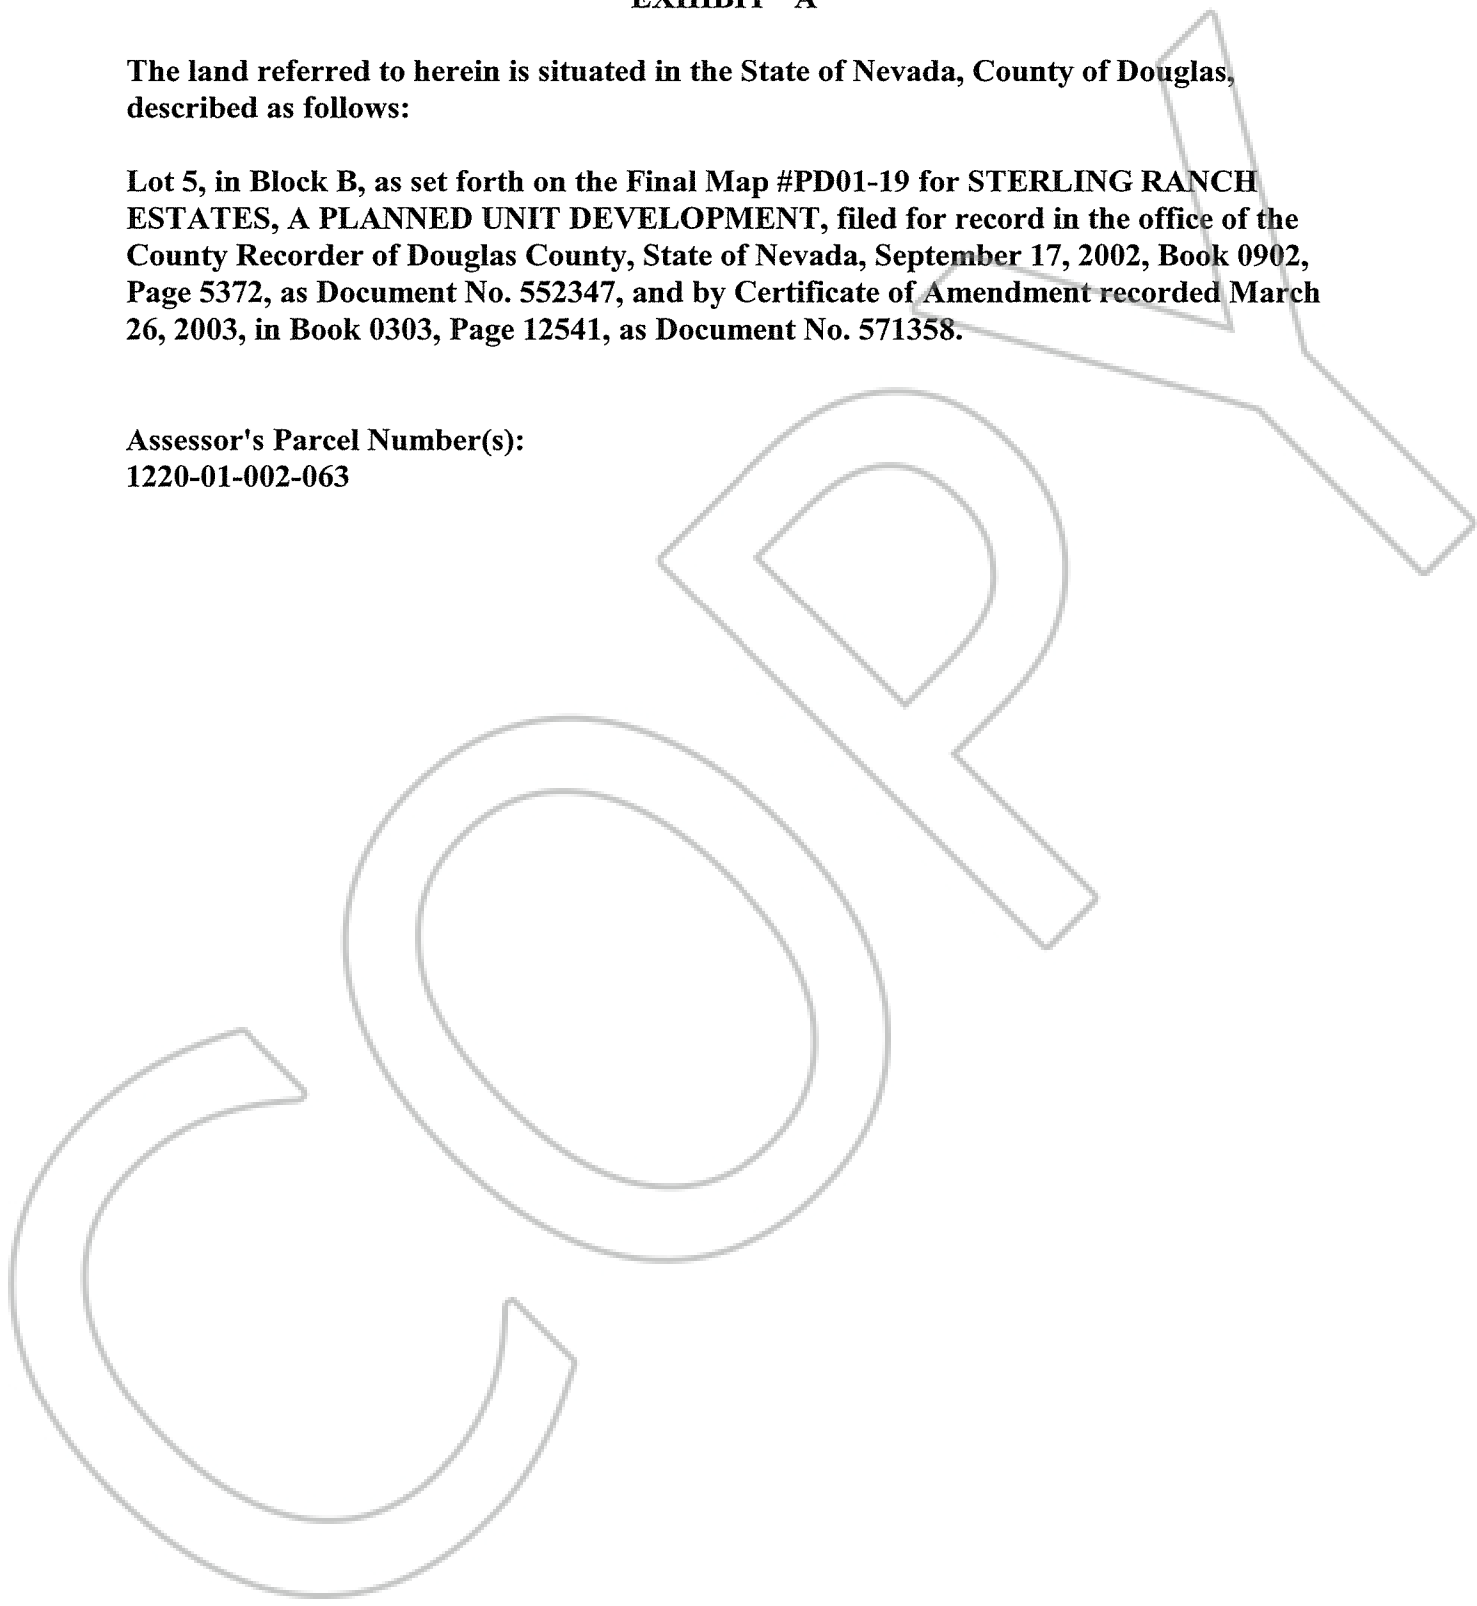 EXHIBIT "A"
The land referred to herein is situated in the State of Nevada, County of Douglas,
described as follows:
Lot 5, in Block B, as set forth on the Final Map #PD01-19 for STERLING RANCH
ESTATES, A PLANNED UNIT DEVELOPMENT, filed for record in the office of the
County Recorder of Douglas County, State of Nevada, September 17, 2002, Book 0902,
Page 5372, as Document No. 552347, and by Certificate of Amendment recorded March
26, 2003, in Book 0303, Page 12541, as Document No. 571358.
Assessor's Parcel Number(s):
1220-01-002-063
COPY